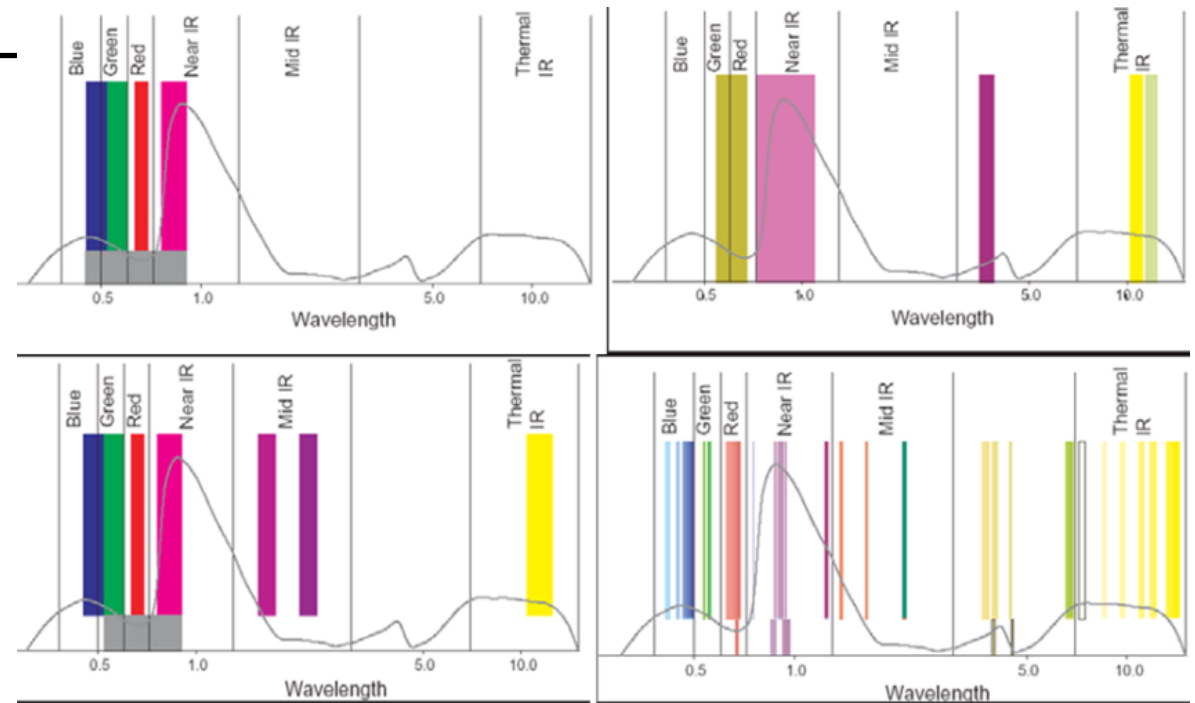 Blue
Green
Red
Near IR
Mid IR
Thermal
IR
0.5 1.0 5.0 10.0
Wavelength
Blue
Green
Red
Near IR
Mid IR
Thermal
IR
0.5 1.0 5.0 10.0
Wavelength
Blue
Green
Red
Near IR
Mid IR
Thermal
IR
0.5 1.0 5.0 10.0
Wavelength
Blue
Green
Red
Near IR
Mid IR
Thermal
IR
0.5 1.0 5.0 10.0
Wavelength